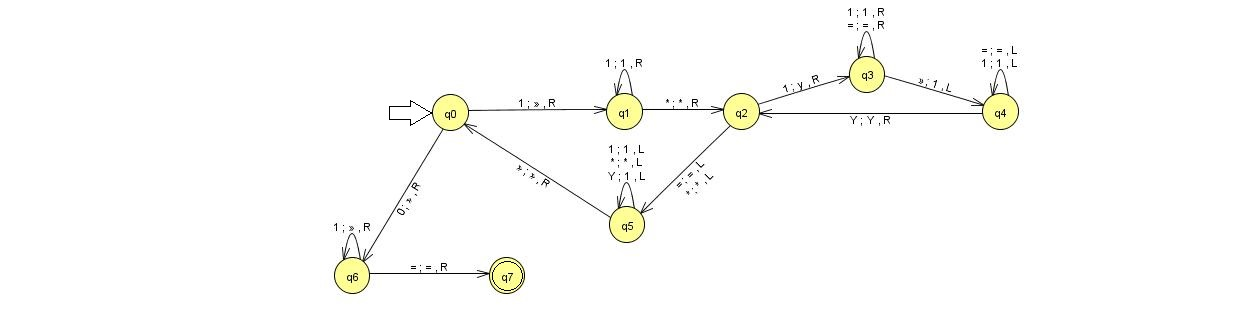 1 ; 1 , R
= ; = , R
q3
= ; = , L
1 ; 1 , L
q4
1 ; 1 , R
q1
q0
1 ; » , R
* ; * , R
q2
1 ; y , R
» ; 1 , L
Y ; Y , R
1 ; 1 , L
* ; * , L
Y ; 1 , L
q5
» ; » , R
= ; = , L
* ; * , L
1 ; » , R
q6
= ; = , R
q7